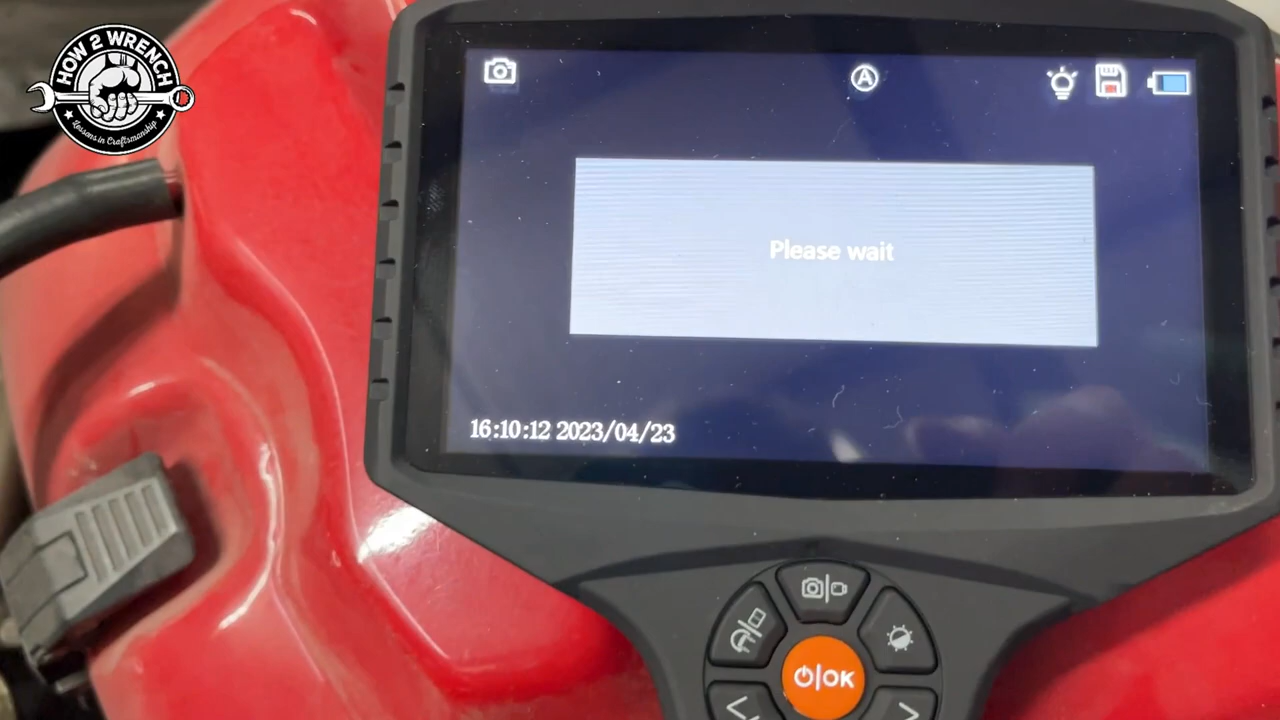 HOW 2 WRENCH
Lessons in Craftsmanship
A
Please wait
16:10:12 2023/04/23
OK